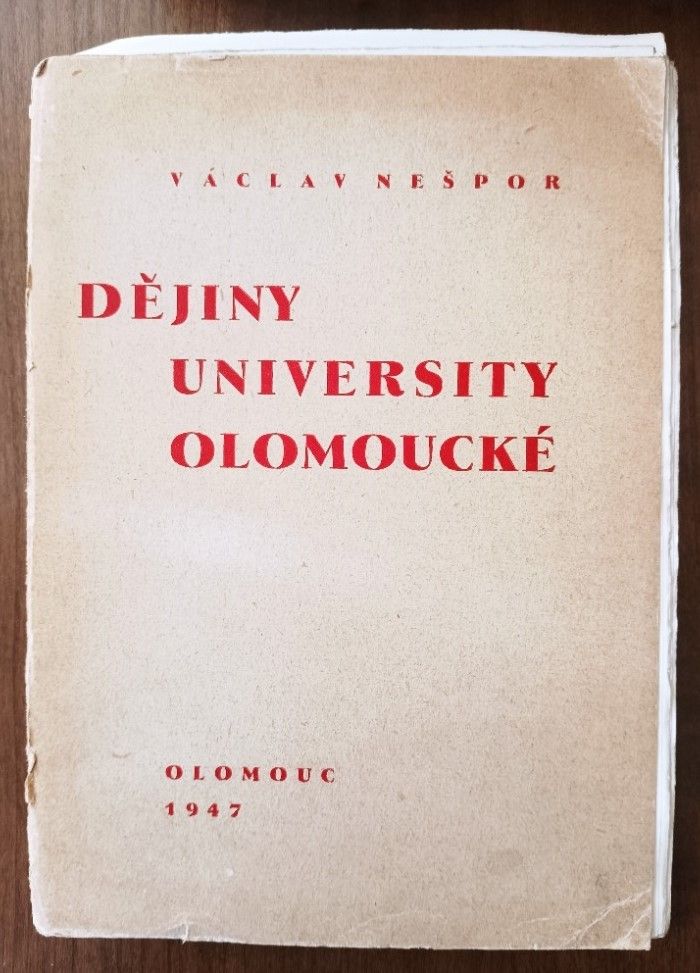 VÁCLAV NEŠPOR
DĚJINY
UNIVERSITY
OLOMOUCKÉ
OLOMOUC
1947